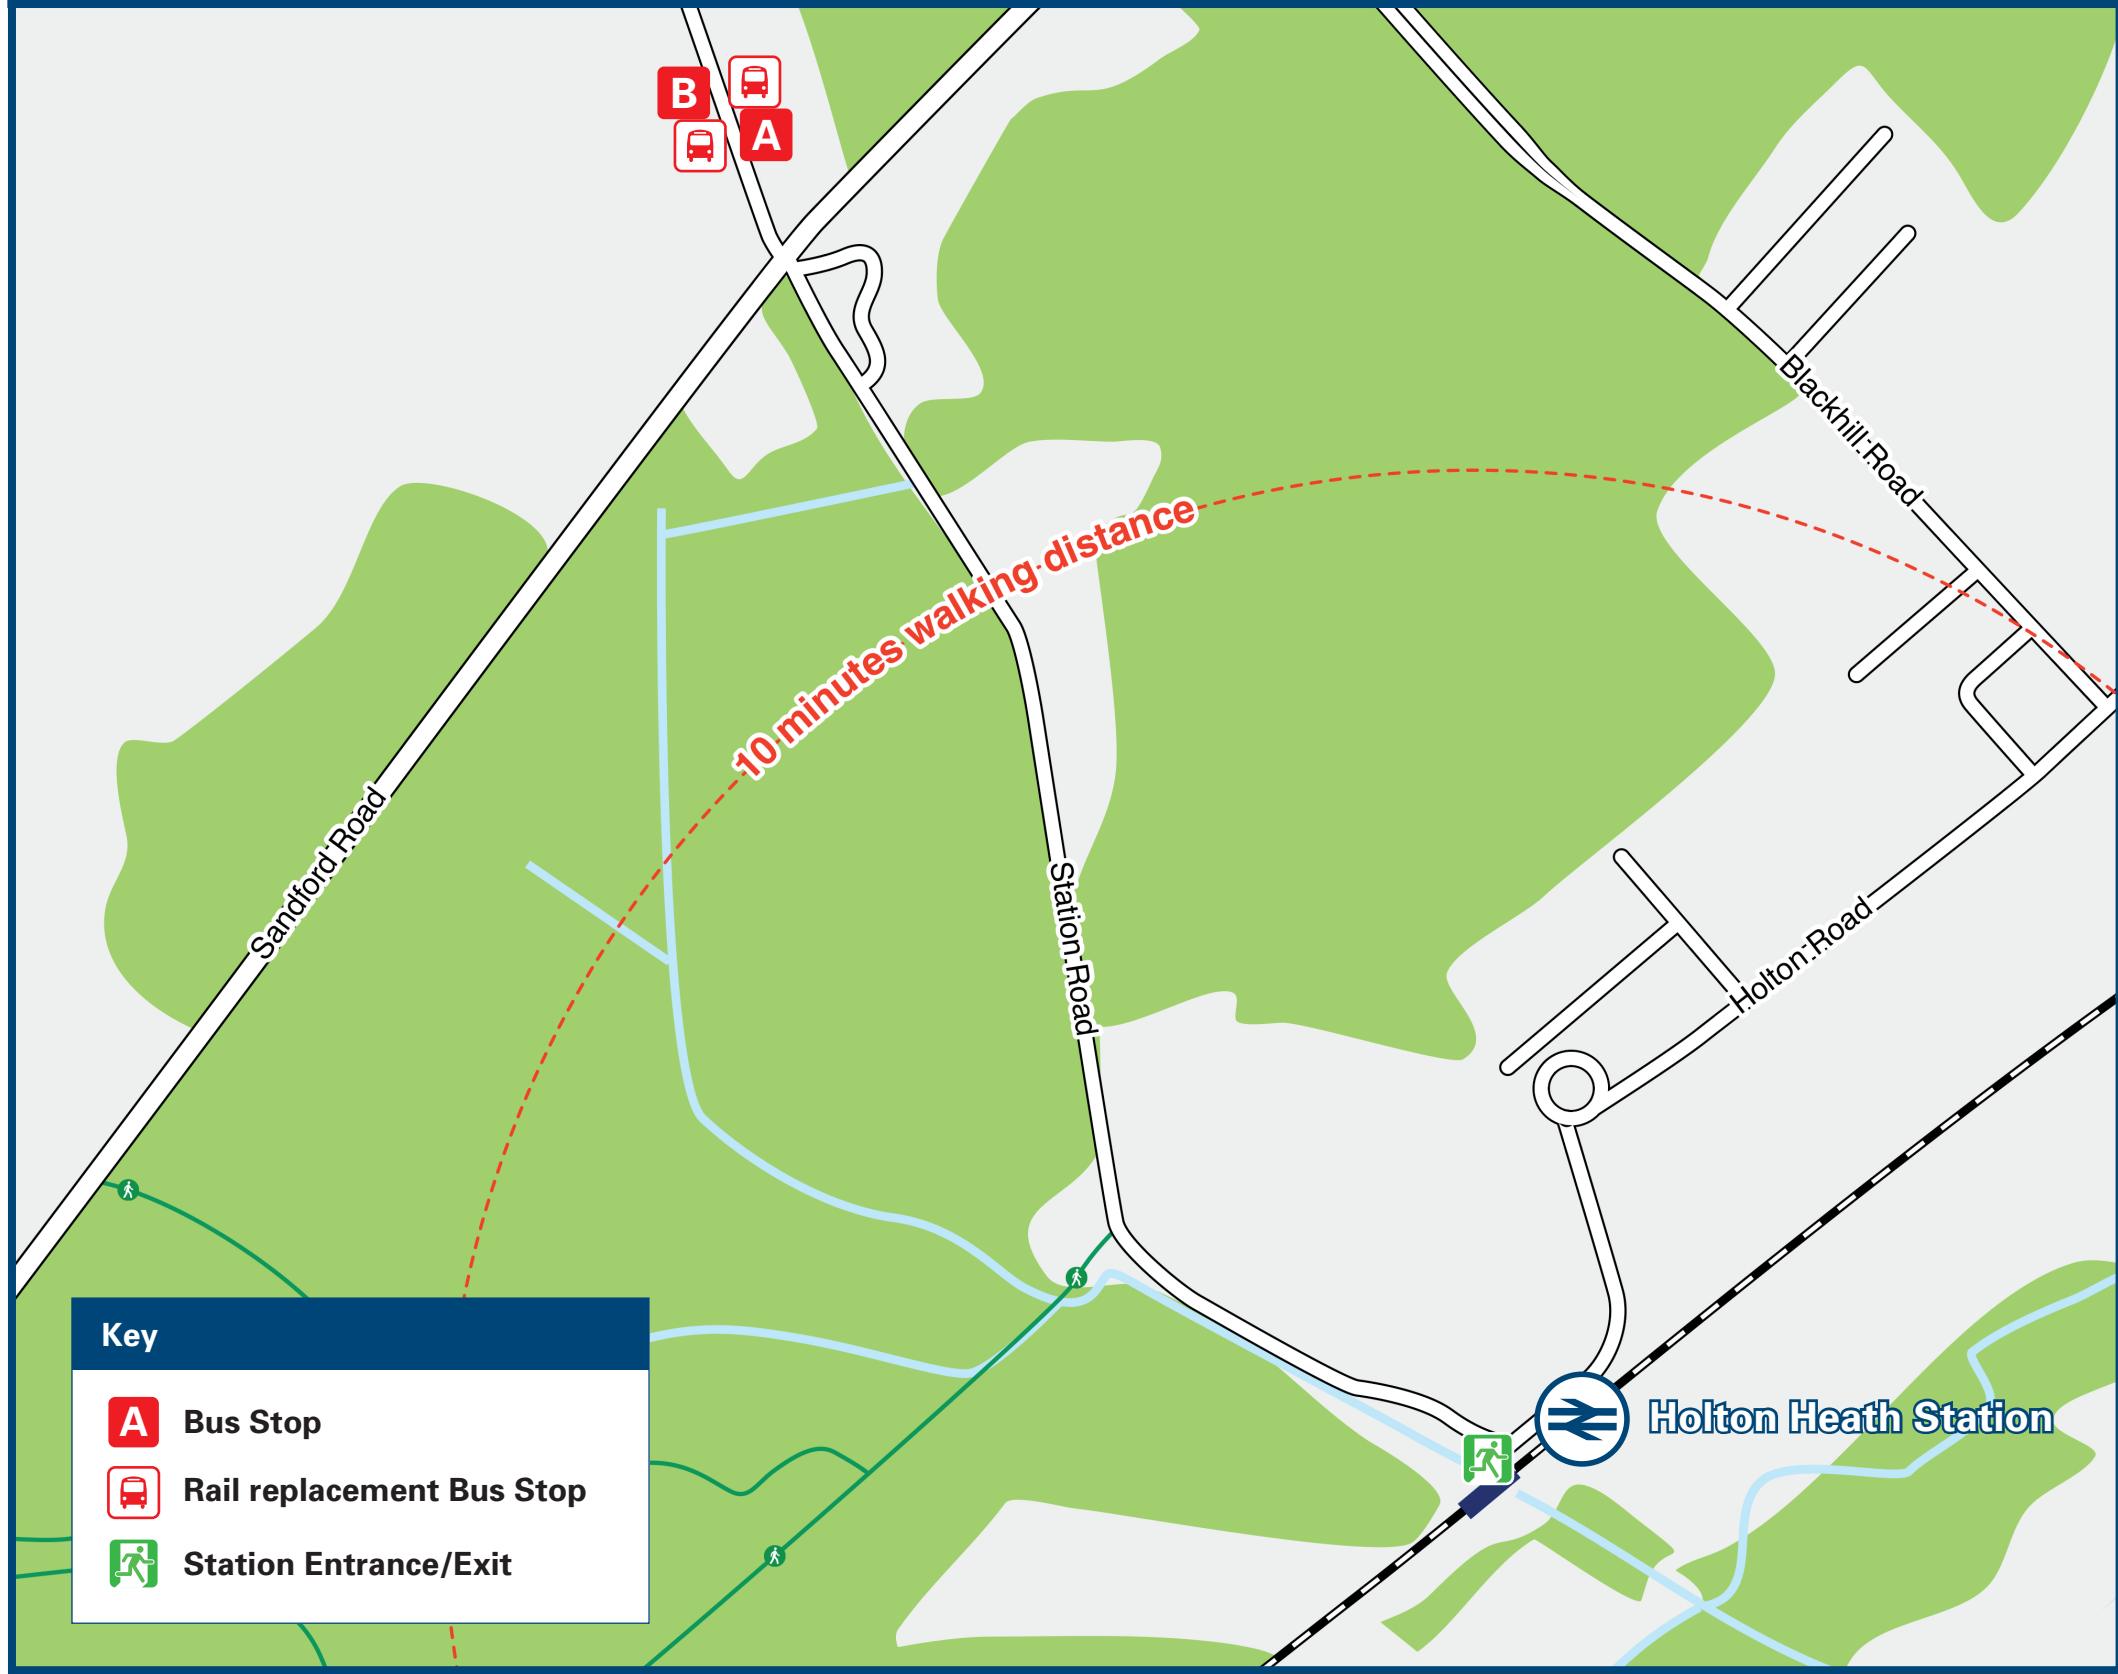 B
A
Blackhill Road
10 minutes walking distance
Sandford Road
Station Road
Holton Road
Holton Heath Station
Key
A Bus Stop
Rail replacement Bus Stop
Station Entrance/Exit